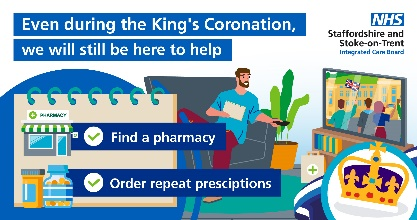 Even during the King's Coronation,
we will still be here to help
NHS
Staffordshire and
Stoke-on-Trent
Integrated Care Board
PHARMACY
Find a pharmacy
Order repeat presciptions